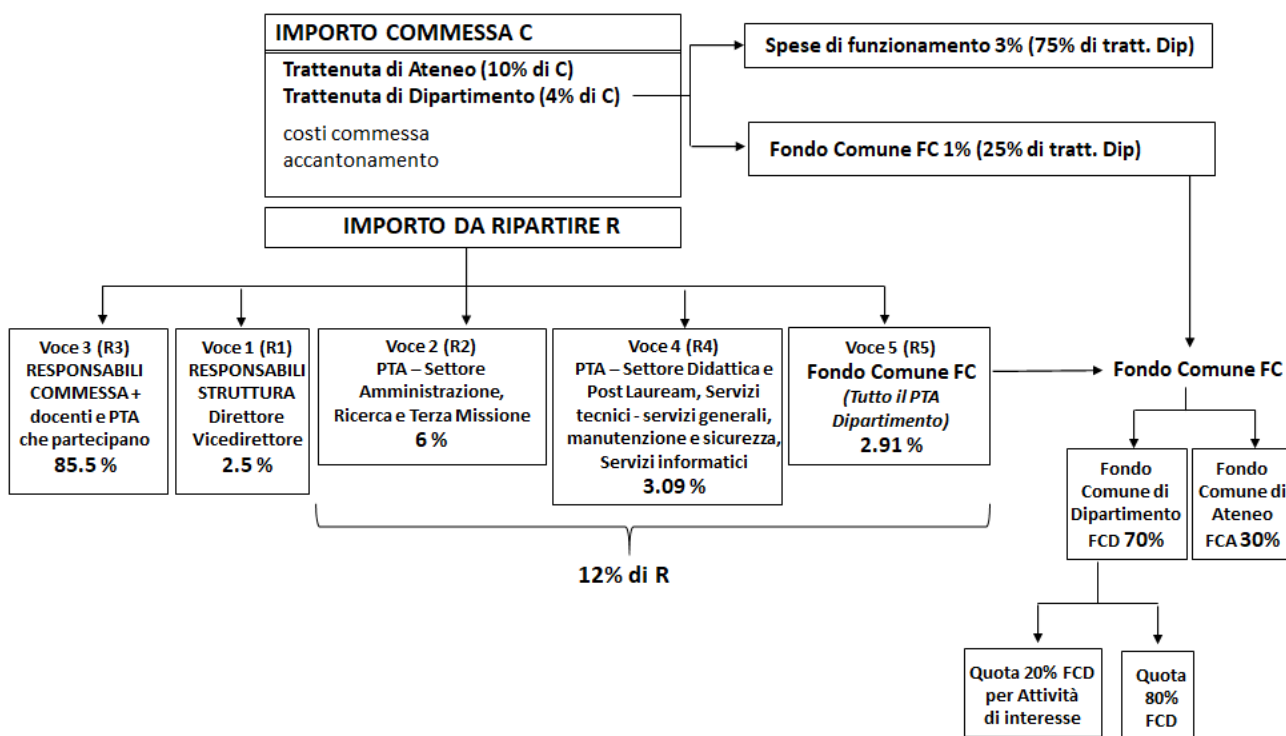 IMPORTO COMMESSA C
Trattenuta di Ateneo (10% di C)
Trattenuta di Dipartimento (4% di C)
costi commessa
accantonamento
Spese di funzionamento 3% (75% di tratt. Dip)
Fondo Comune FC 1% (25% di tratt. Dip)
IMPORTO DA RIPARTIRE R
Voce 3 (R3)
RESPONSABILI
COMMESSA +
docenti e PTA
che partecipano
85.5 %
Voce 1 (R1)
RESPONSABILI
STRUTTURA
Direttore
Vicedirettore
2.5 %
Voce 2 (R2)
PTA – Settore
Amministrazione,
Ricerca e Terza Missione
6 %
Voce 4 (R4)
PTA – Settore Didattica e
Post Lauream, Servizi
tecnici - servizi generali,
manutenzione e sicurezza,
Servizi informatici
3.09 %
Voce 5 (R5)
Fondo Comune FC
(Tutto il PTA
Dipartimento)
2.91 %
Fondo Comune FC
12% di R
Fondo
Comune di
Dipartimento
FCD 70%
Fondo
Comune di
Ateneo
FCA 30%
Quota 20% FCD
per Attività
di interesse
Quota
80%
FCD